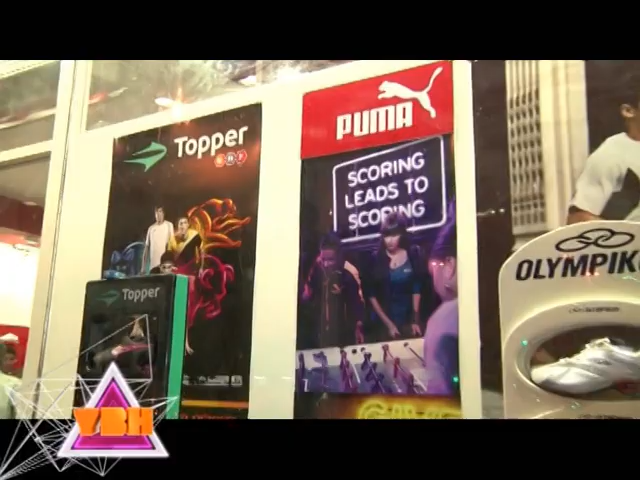 Topper
PUMA
SCORING
LEADS TO
SCORING
Topper
OLYMPIK
YBH